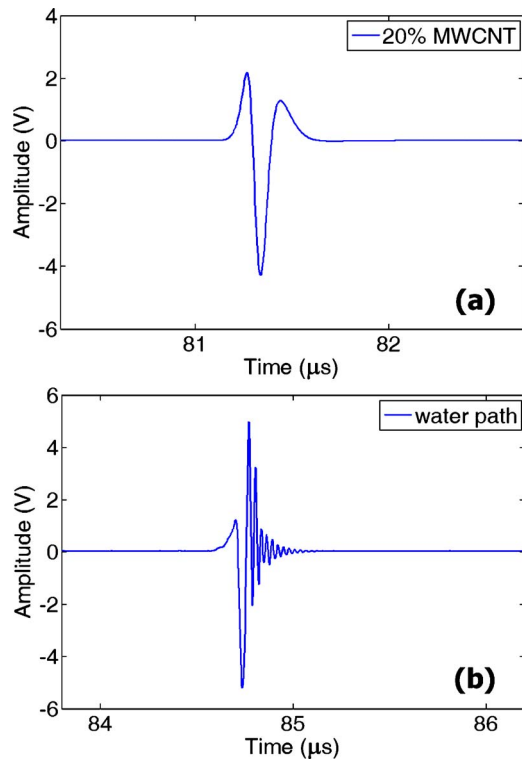 4
20% MWCNT
2
0
-2
-4
-6
Amplitude (V)
(a)
81
82
Time (μs)
6
water path
4
2
0
-2
-4
-6
Amplitude (V)
(b)
84
85
86
Time (μs)